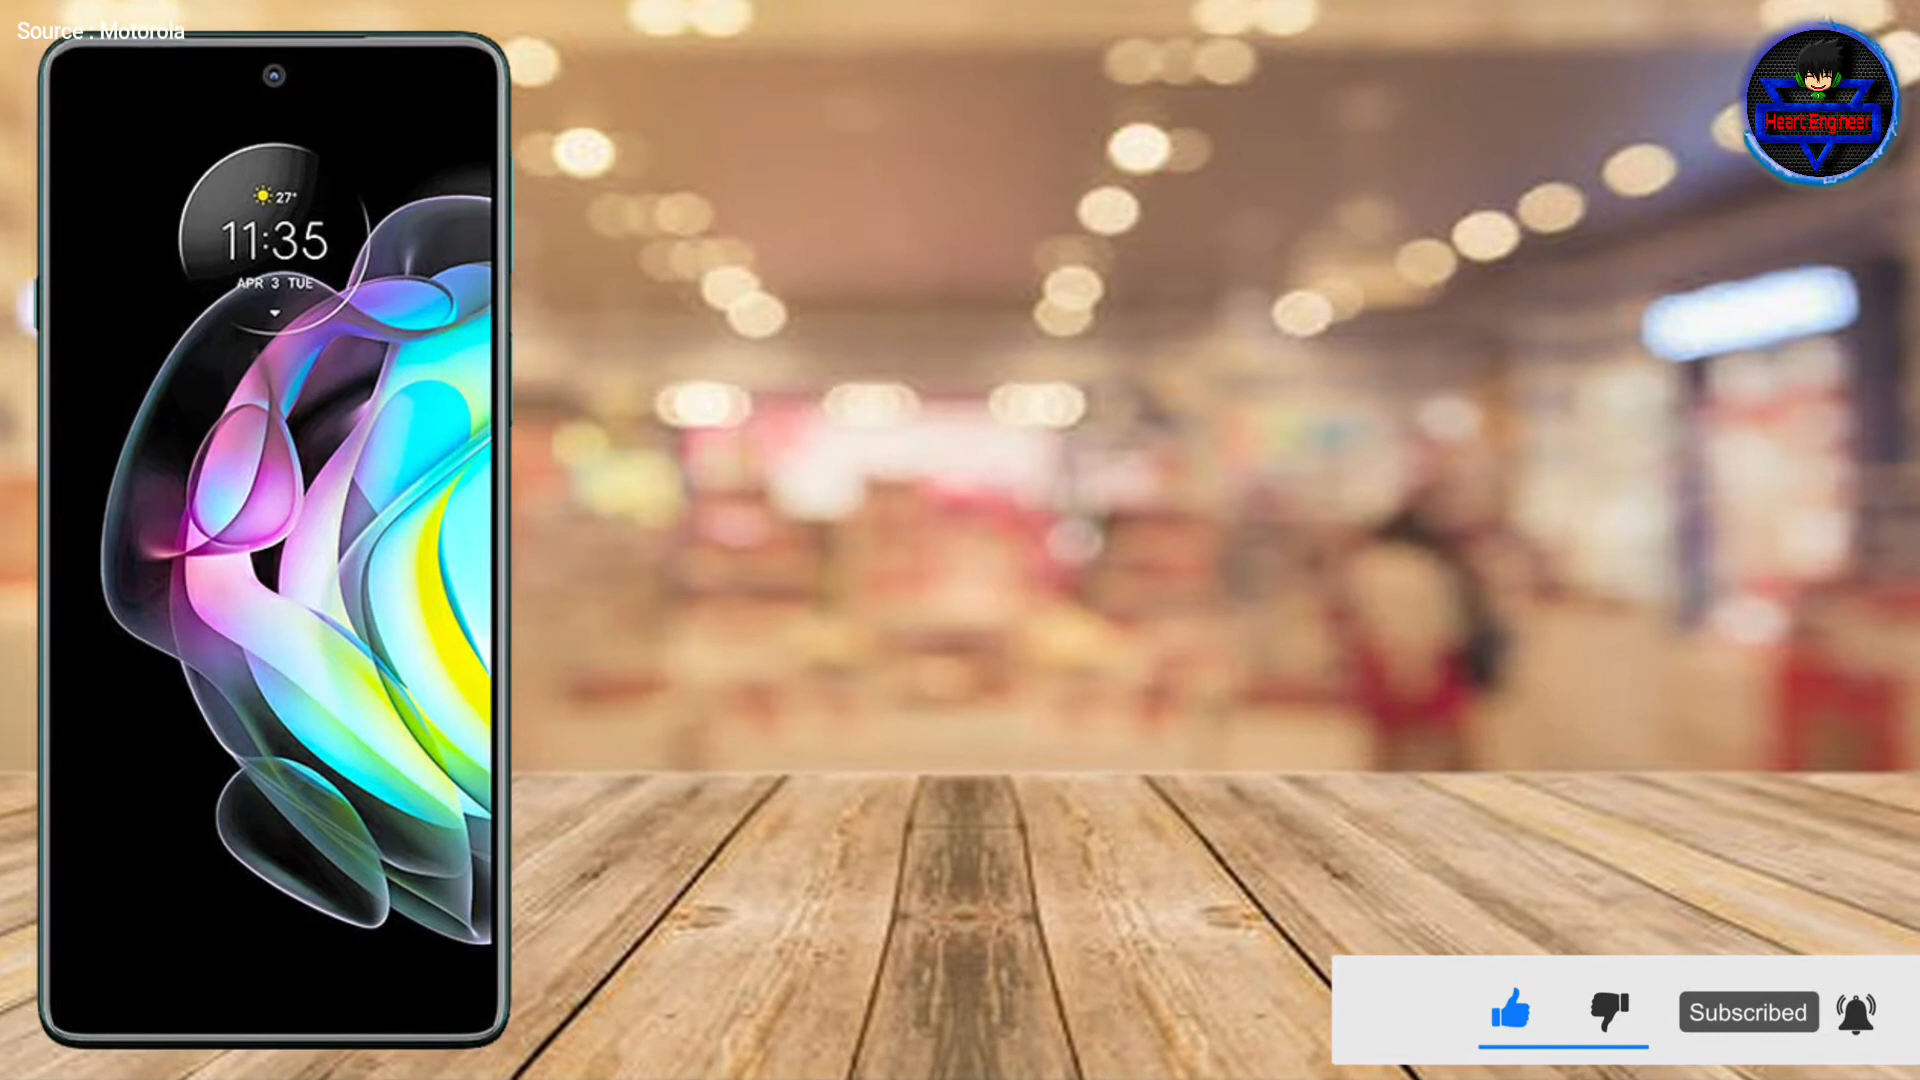 Source : Motorola
Heart Engineer
27°
11:35
APR 3 TUE
Subscribed